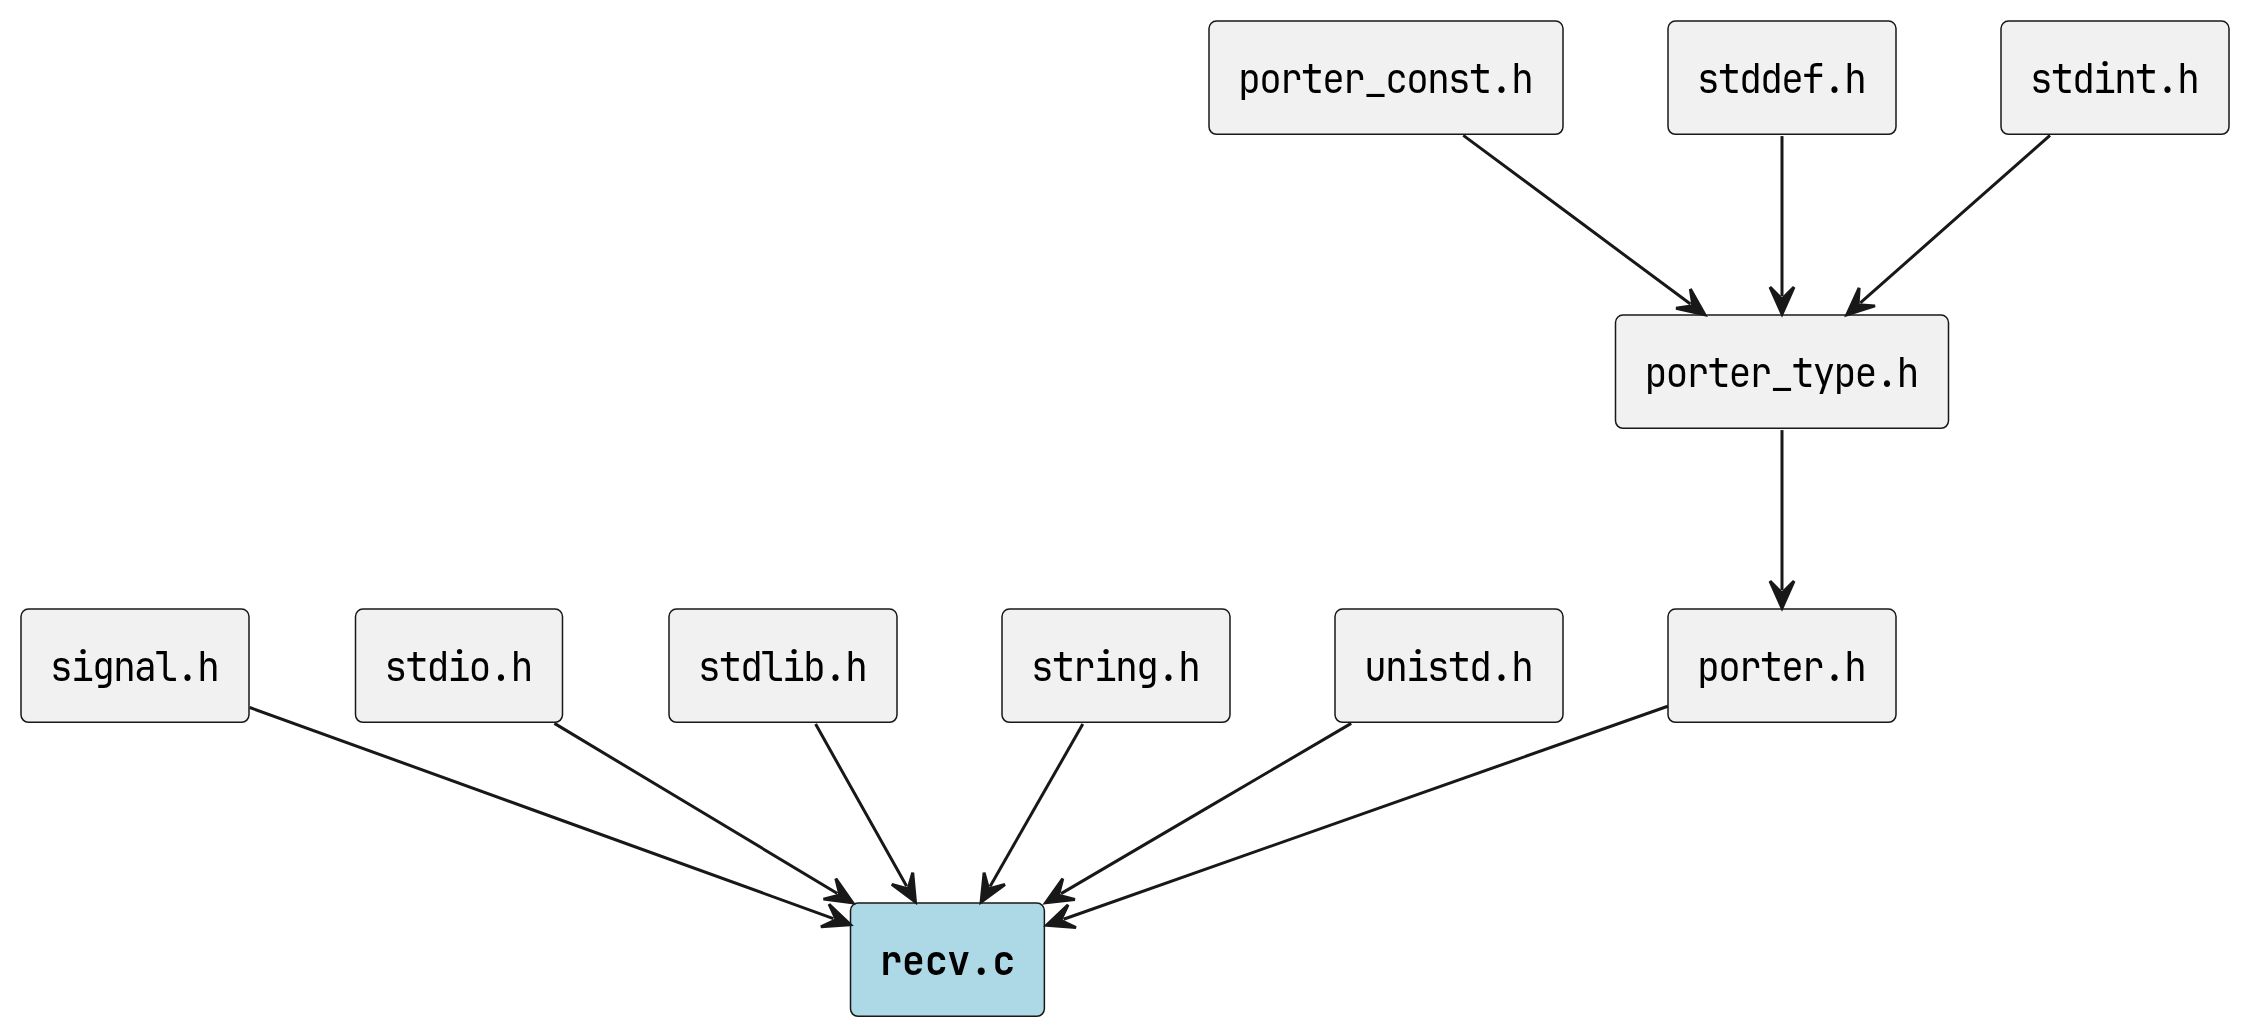 porter_const.h
stddef.h
stdint.h
porter_type.h
signal.h
stdio.h
stdlib.h
string.h
unistd.h
porter.h
recv.c